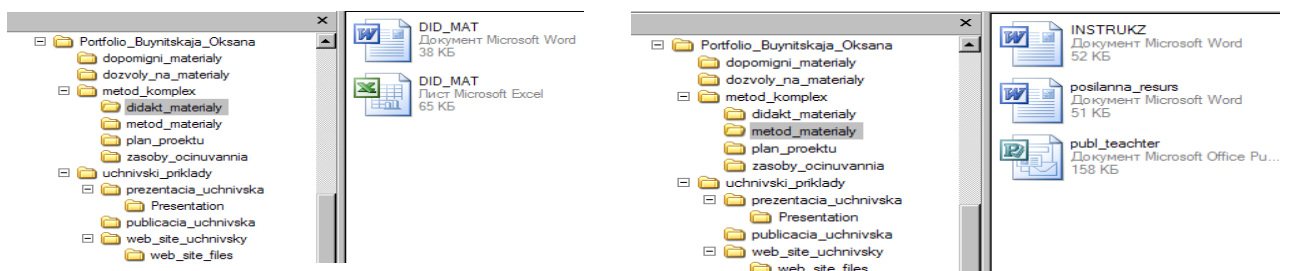 Portfolio_Buynitskaja_Oksana
dopomigni_materialy
dozvoly_na_materialy
metod_komplex
didakt_materialy
metod_materialy
plan_proektu
zasoby_ocinuvannia
uchnivski_priklady
prezentacia_uchnivska
Presentation
publicacia_uchnivska
web_site_uchnivsky
web_site_files
DID_MAT
Документ Microsoft Word
38 КБ
DID_MAT
Лист Microsoft Excel
65 КБ
Portfolio_Buynitskaja_Oksana
dopomigni_materialy
dozvoly_na_materialy
metod_komplex
didakt_materialy
metod_materialy
plan_proektu
zasoby_ocinuvannia
uchnivski_priklady
prezentacia_uchnivska
Presentation
publicacia_uchnivska
web_site_uchnivsky
web_site_files
INSTRUKZ
Документ Microsoft Word
52 КБ
posilanna_resurs
Документ Microsoft Word
51 КБ
publ_teachter
Документ Microsoft Office Pu...
158 КБ